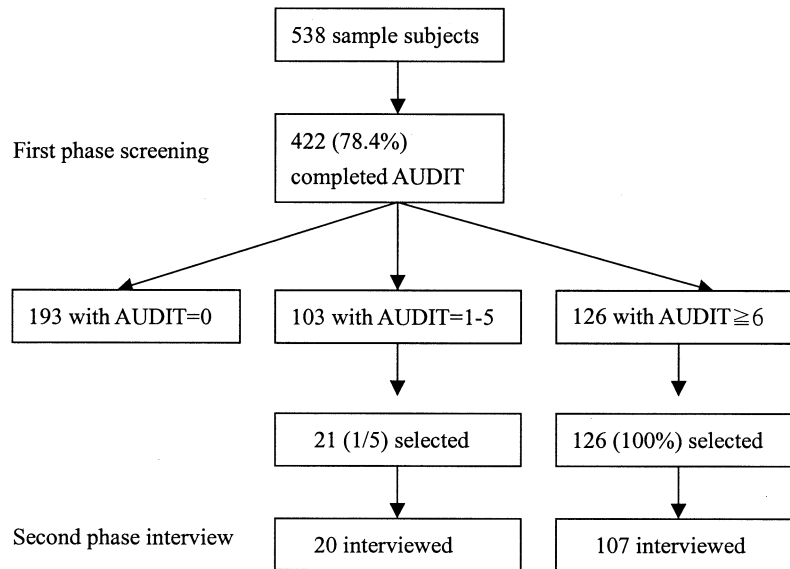 538 sample subjects
First phase screening
422 (78.4%)
completed AUDIT
193 with AUDIT=0
103 with AUDIT=1-5
126 with AUDIT≧6
21 (1/5) selected
126 (100%) selected
Second phase interview
20 interviewed
107 interviewed